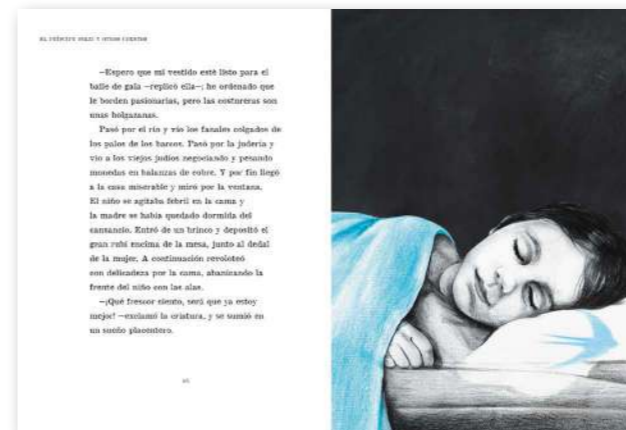 EL PRÍNCIPE FELIZ Y OTROS CUENTOS
—Espero que mi vestido esté listo para el
baile de gala —replicó ella—; he ordenado que
le borden pasionarias, pero las costureras son
unas holgazanas.
Pasó por el río y vio los fanales colgados de
los palos de los barcos. Pasó por la judería y
vio a los viejos judíos negociando y pesando
monedas en balanzas de cobre. Y por fin llegó
a la casa miserable y miró por la ventana.
El niño se agitaba febril en la cama y
la madre se había quedado dormida del
cansancio. Entró de un brinco y depositó el
gran rubí encima de la mesa, junto al dedal
de la mujer. A continuación revoloteó
con delicadeza por la cama, abanicando la
frente del niño con las alas.
—¡Qué frescor siento, será que ya estoy
mejor! —exclamó la criatura, y se sumió en
un sueño placentero.